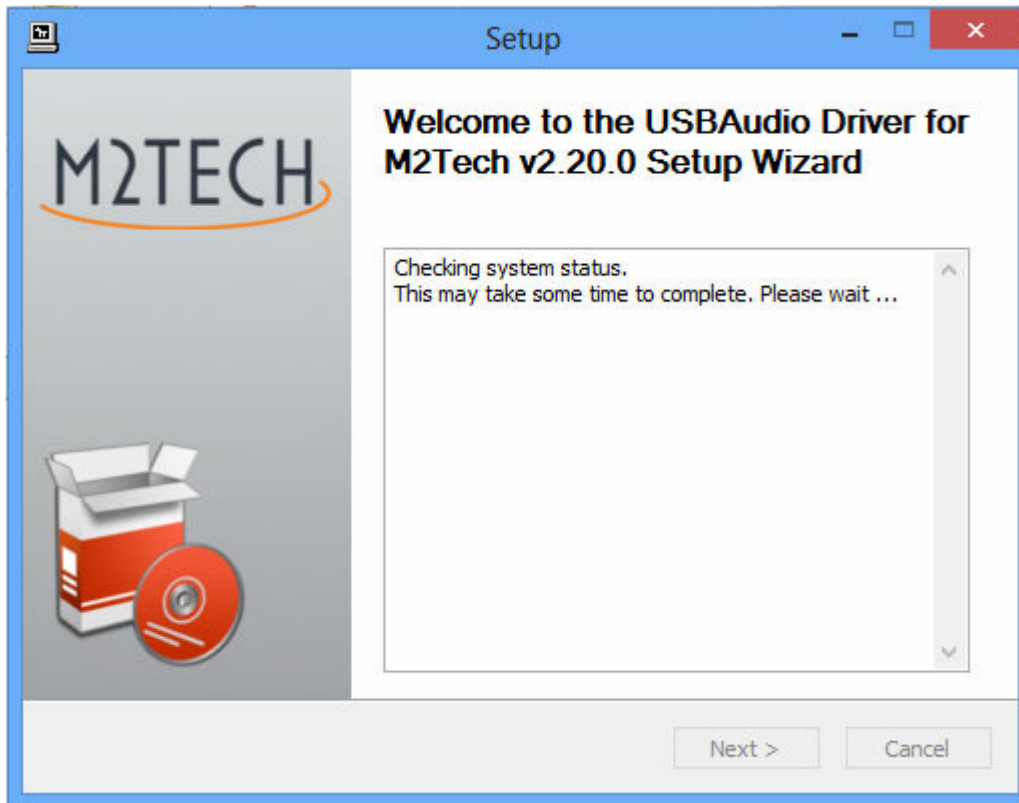 Setup
M2TECH
Welcome to the USBAudio Driver for
M2Tech v2.20.0 Setup Wizard
Checking system status.
This may take some time to complete. Please wait ...
Next >
Cancel